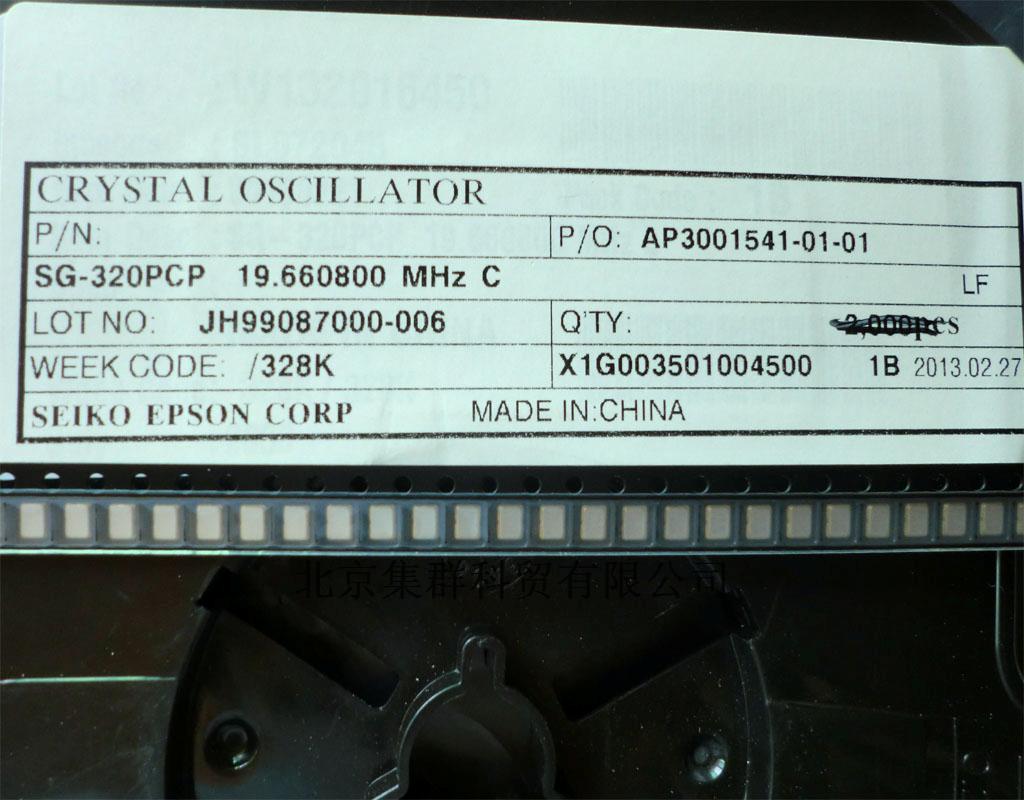 CRYSTAL OSCILLATOR
P/N: P/O: AP3001541-01-01
SG-320PCP 19.660800 MHz C LF
LOT NO: JH99087000-006 Q'TY: 2,000pcs
WEEK CODE: /328K X1G003501004500 1B 2013.02.27
SEIKO EPSON CORP MADE IN:CHINA
北京集群科贸有限公司